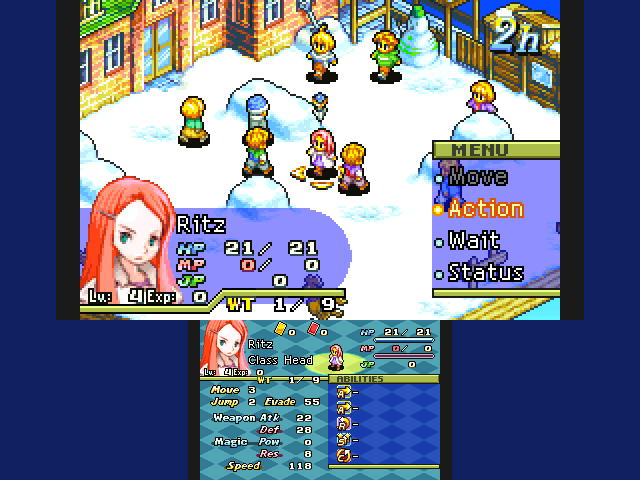 2h
MENU
Move
Action
Wait
Status
Ritz
HP 21/ 21
MP 0/ 0
JP 0
Lv: 4 Exp: 0
WT 1/ 9
0 0
Ritz
Class Head
Lv: 4 Exp: 0
HP 21/ 21
MP 0/ 0
JP 0
WT 1/ 9
ABILITIES
Move 3
Jump 2 Evade 55
Weapon Atk 22
Def. 28
Magic Pow 0
Res 8
Speed 118